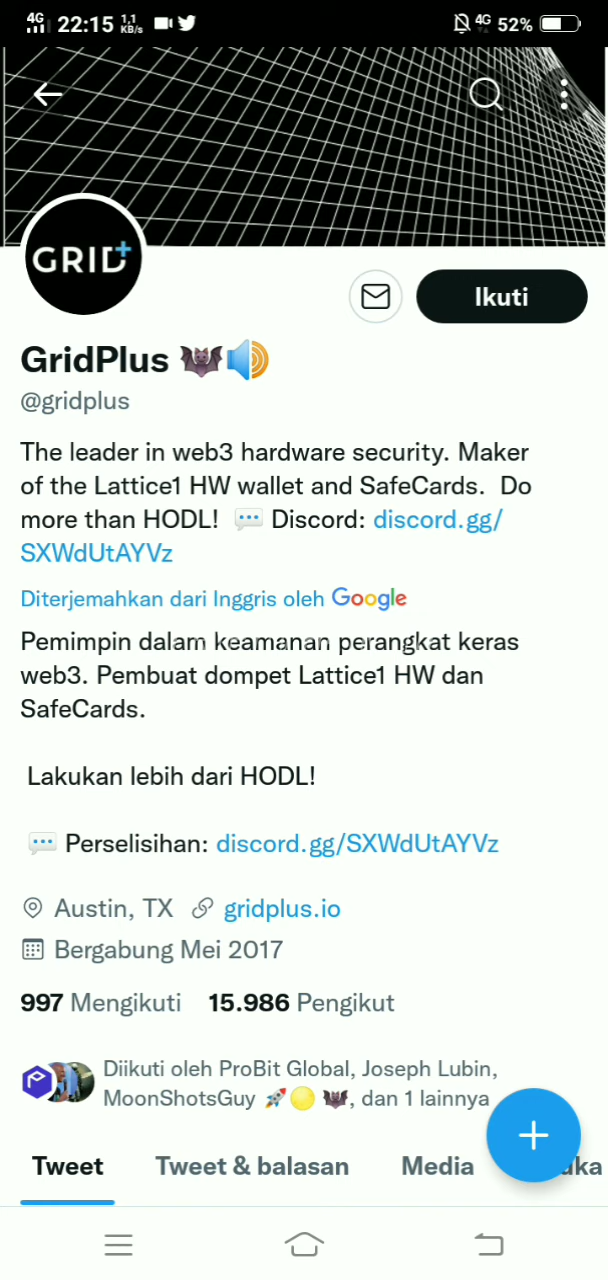 4G 22:15 1,1 KB/s 4G 52%
GRID+
Ikuti
GridPlus 🦇🔊
@gridplus
The leader in web3 hardware security. Maker
of the Lattice1 HW wallet and SafeCards. Do
more than HODL! 💬 Discord: discord.gg/
SXWdUtAYVz
Diterjemahkan dari Inggris oleh Google
Pemimpin dalam keamanan perangkat keras
web3. Pembuat dompet Lattice1 HW dan
SafeCards.
Lakukan lebih dari HODL!
💬 Perselisihan: discord.gg/SXWdUtAYVz
Austin, TX gridplus.io
Bergabung Mei 2017
997 Mengikuti 15.986 Pengikut
Diikuti oleh ProBit Global, Joseph Lubin,
MoonShotsGuy 🚀🟡 🦇, dan 1 lainnya
Tweet Tweet & balasan Media